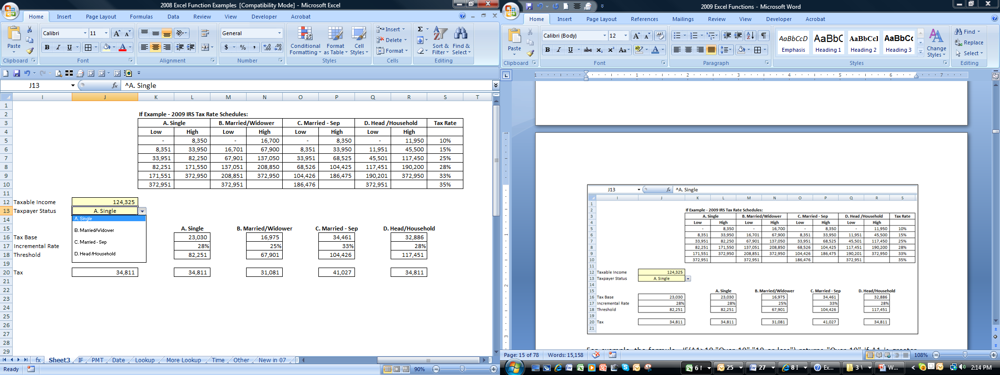 2008 Excel Function Examples [Compatibility Mode] - Microsoft Excel
Home Insert Page Layout Formulas Data Review View Developer Acrobat
Paste
Clipboard
Calibri 11
B I U
Font
Alignment
General
$ % ,
Number
Conditional Formatting Format as Table Cell Styles
Styles
Insert
Delete
Format
Cells
Σ
Sort & Filter Find & Select
Editing
J13 fx ^A. Single
I J K L M N O P Q R S T
1
2 If Example - 2009 IRS Tax Rate Schedules:
3 A. Single B. Married/Widower C. Married - Sep D. Head /Household Tax Rate
4 Low High Low High Low High Low High
5 - 8,350 - 16,700 - 8,350 - 11,950 10%
6 8,351 33,950 16,701 67,900 8,351 33,950 11,951 45,500 15%
7 33,951 82,250 67,901 137,050 33,951 68,525 45,501 117,450 25%
8 82,251 171,550 137,051 208,850 68,526 104,425 117,451 190,200 28%
9 171,551 372,950 208,851 372,950 104,426 186,475 190,201 372,950 33%
10 372,951 372,951 186,476 372,951 35%
11
12 Taxable Income 124,325
13 Taxpayer Status A. Single
A. Single
B. Married/Widower
C. Married - Sep
D. Head /Household
14
15 A. Single B. Married/Widower C. Married - Sep D. Head/Household
16 Tax Base 23,030 16,975 34,461 32,886
17 Incremental Rate 28% 25% 33% 28%
18 Threshold 82,251 67,901 104,426 117,451
19
20 Tax 34,811 34,811 31,081 41,027 34,811
21
22
23
24
25
26
27
28
29
fx Sheet3 IF PMT Date Lookup More Lookup Time Other New in 07
Ready 90%
2009 Excel Functions - Microsoft Word
Home Insert Page Layout References Mailings Review View Developer Acrobat
Paste
Clipboard
Calibri (Body) 12
B I U abc X₂ X² Aa
Font
Paragraph
AaBbCcD AaBbC AaBbCcI AaBbCc
Emphasis Heading 1 Heading 2 Heading 3
Change Styles
Styles
Find
Replace
Select
Editing
1 1 2 3 4 5 6 7
J13 fx ^A. Single
I J K L M N O P Q R S
1
2 If Example - 2009 IRS Tax Rate Schedules:
3 A. Single B. Married/Widower C. Married - Sep D. Head /Household Tax Rate
4 Low High Low High Low High Low High
5 - 8,350 - 16,700 - 8,350 - 11,950 10%
6 8,351 33,950 16,701 67,900 8,351 33,950 11,951 45,500 15%
7 33,951 82,250 67,901 137,050 33,951 68,525 45,501 117,450 25%
8 82,251 171,550 137,051 208,850 68,526 104,425 117,451 190,200 28%
9 171,551 372,950 208,851 372,950 104,426 186,475 190,201 372,950 33%
10 372,951 372,951 186,476 372,951 35%
11
12 Taxable Income 124,325
13 Taxpayer Status A. Single
14
15 A. Single B. Married/Widower C. Married - Sep D. Head/Household
16 Tax Base 23,030 23,030 16,975 34,461 32,886
17 Incremental Rate 28% 28% 25% 33% 28%
18 Threshold 82,251 82,251 67,901 104,426 117,451
19
20 Tax 34,811 34,811 31,081 41,027 34,811
21
Page: 15 of 78 Words: 15,158 108%
6 I 25 27 8 I Ex... 3 \ W... 2:14 PM